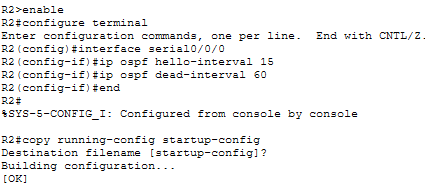 R2>enable
R2#configure terminal
Enter configuration commands, one per line.  End with CNTL/Z.
R2(config)#interface serial0/0/0
R2(config-if)#ip ospf hello-interval 15
R2(config-if)#ip ospf dead-interval 60
R2(config-if)#end
R2#
%SYS-5-CONFIG_I: Configured from console by console
R2#copy running-config startup-config
Destination filename [startup-config]?
Building configuration...
[OK]